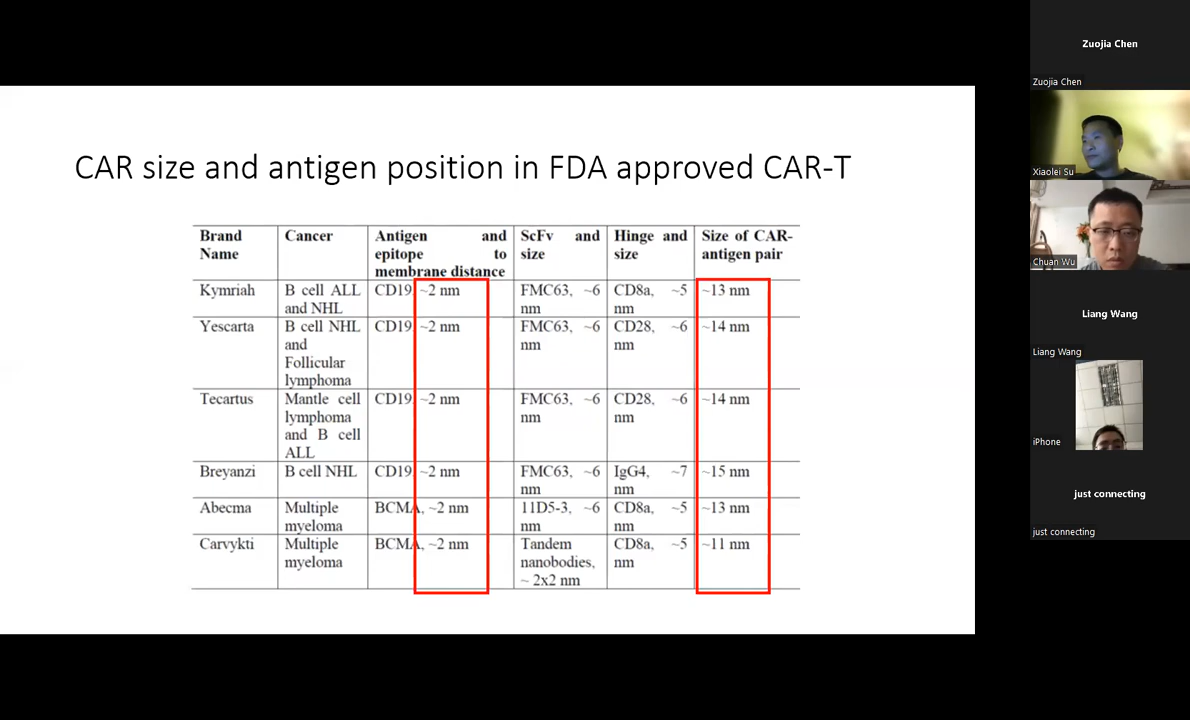 CAR size and antigen position in FDA approved CAR-T
Brand Name | Cancer | Antigen and epitope to membrane distance | ScFv and size | Hinge and size | Size of CAR-antigen pair
Kymriah | B cell ALL and NHL | CD19, ~2 nm | FMC63, ~6 nm | CD8a, ~5 nm | ~13 nm
Yescarta | B cell NHL and Follicular lymphoma | CD19, ~2 nm | FMC63, ~6 nm | CD28, ~6 nm | ~14 nm
Tecartus | Mantle cell lymphoma and B cell ALL | CD19, ~2 nm | FMC63, ~6 nm | CD28, ~6 nm | ~14 nm
Breyanzi | B cell NHL | CD19, ~2 nm | FMC63, ~6 nm | IgG4, ~7 nm | ~15 nm
Abecma | Multiple myeloma | BCMA, ~2 nm | 11D5-3, ~6 nm | CD8a, ~5 nm | ~13 nm
Carvykti | Multiple myeloma | BCMA, ~2 nm | Tandem nanobodies, ~ 2x2 nm | CD8a, ~5 nm | ~11 nm
Zuojia Chen
Zuojia Chen
Xiaolei Su
Chuan Wu
Liang Wang
Liang Wang
iPhone
just connecting
just connecting